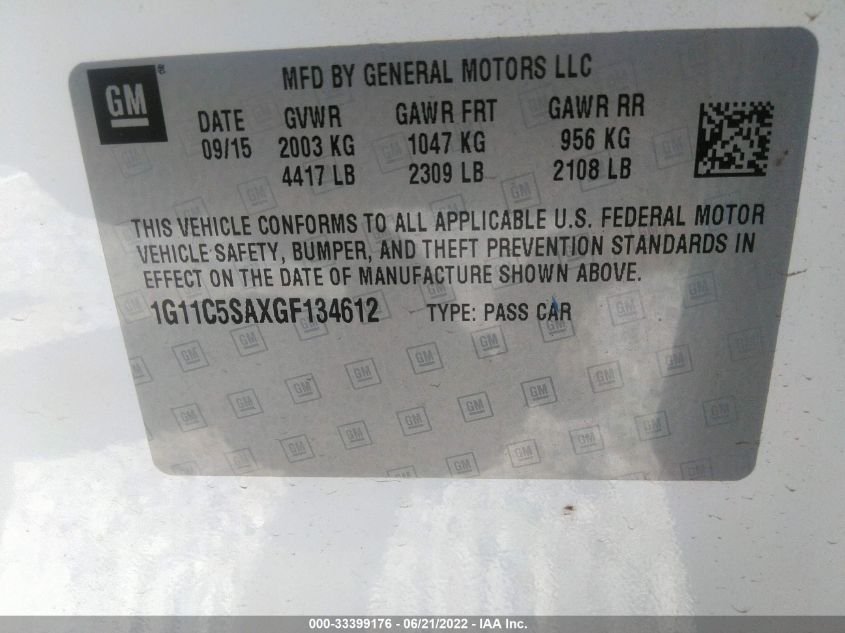 GM ®
MFD BY GENERAL MOTORS LLC
DATE GVWR GAWR FRT GAWR RR
09/15 2003 KG 1047 KG 956 KG
4417 LB 2309 LB 2108 LB
THIS VEHICLE CONFORMS TO ALL APPLICABLE U.S. FEDERAL MOTOR
VEHICLE SAFETY, BUMPER, AND THEFT PREVENTION STANDARDS IN
EFFECT ON THE DATE OF MANUFACTURE SHOWN ABOVE.
1G11C5SAXGF134612 TYPE: PASS CAR
000-33399176 - 06/21/2022 - IAA Inc.